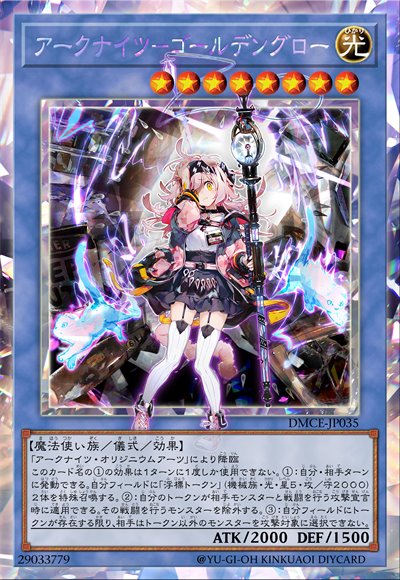 アークナイツーゴールデングロー
光
DMCE-JP035
【魔法使い族／儀式／効果】
「アークナイツ・オリジニウムアーツ」により降臨
このカード名の①の効果は1ターンに1度しか使用できない。①：自分・相手ターン
に発動できる。自分フィールドに「浮標トークン」(機械族・光・星8・攻／守2000)
2体を特殊召喚する。②：自分のトークンが相手モンスターと戦闘を行う攻撃宣言
時に適用できる。その戦闘を行うモンスターを除外する。③：自分フィールドにトー
クンが存在する限り、相手はトークン以外のモンスターを攻撃対象に選択できない。
ATK/2000 DEF/1500
29033779
©YU-GI-OH KINKUAOI DIYCARD